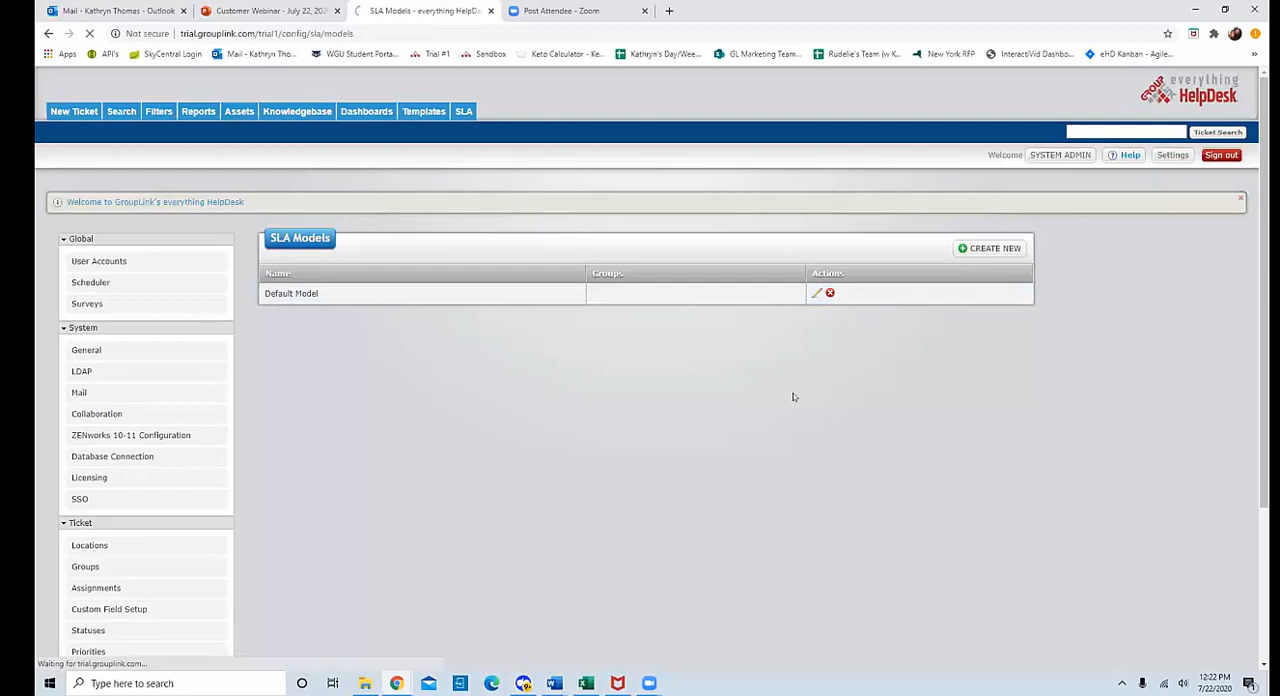 Mail - Kathryn Thomas - Outlook
Customer Webinar - July 22, 202
SLA Models - everything HelpDe
Post Attendee - Zoom
Not secure
trial.grouplink.com/trial1/config/sla/models
Apps
API's
SkyCentral Login
Mail - Kathryn Tho...
WGU Student Porta...
Trial #1
Sandbox
Keto Calculator - Ke...
Kathryn's Day/Wee...
GL Marketing Team...
Rudelie's Team (w K...
New York RFP
InteractiVid Dashbo...
eHD Kanban - Agile...
everything
GROUP LINK HelpDesk
New Ticket
Search
Filters
Reports
Assets
Knowledgebase
Dashboards
Templates
SLA
Ticket Search
Welcome SYSTEM ADMIN
Help
Settings
Sign out
Welcome to GroupLink's everything HelpDesk
Global
User Accounts
Scheduler
Surveys
System
General
LDAP
Mail
Collaboration
ZENworks 10-11 Configuration
Database Connection
Licensing
SSO
Ticket
Locations
Groups
Assignments
Custom Field Setup
Statuses
Priorities
SLA Models
CREATE NEW
Name Groups Actions
Default Model
Waiting for trial.grouplink.com...
Type here to search
12:22 PM
7/22/2020